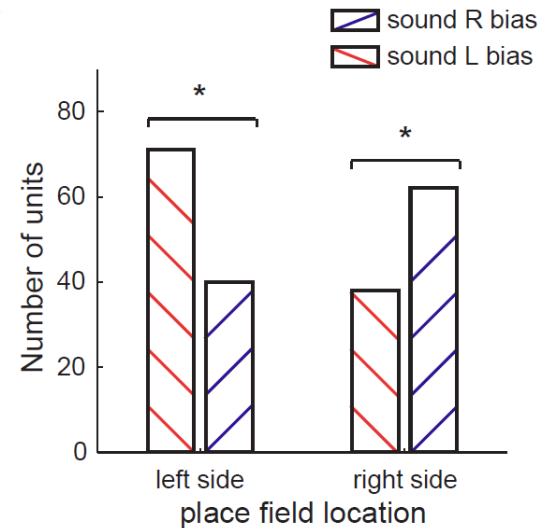 sound R bias
sound L bias
*
*
80
60
40
20
0
Number of units
left side
right side
place field location